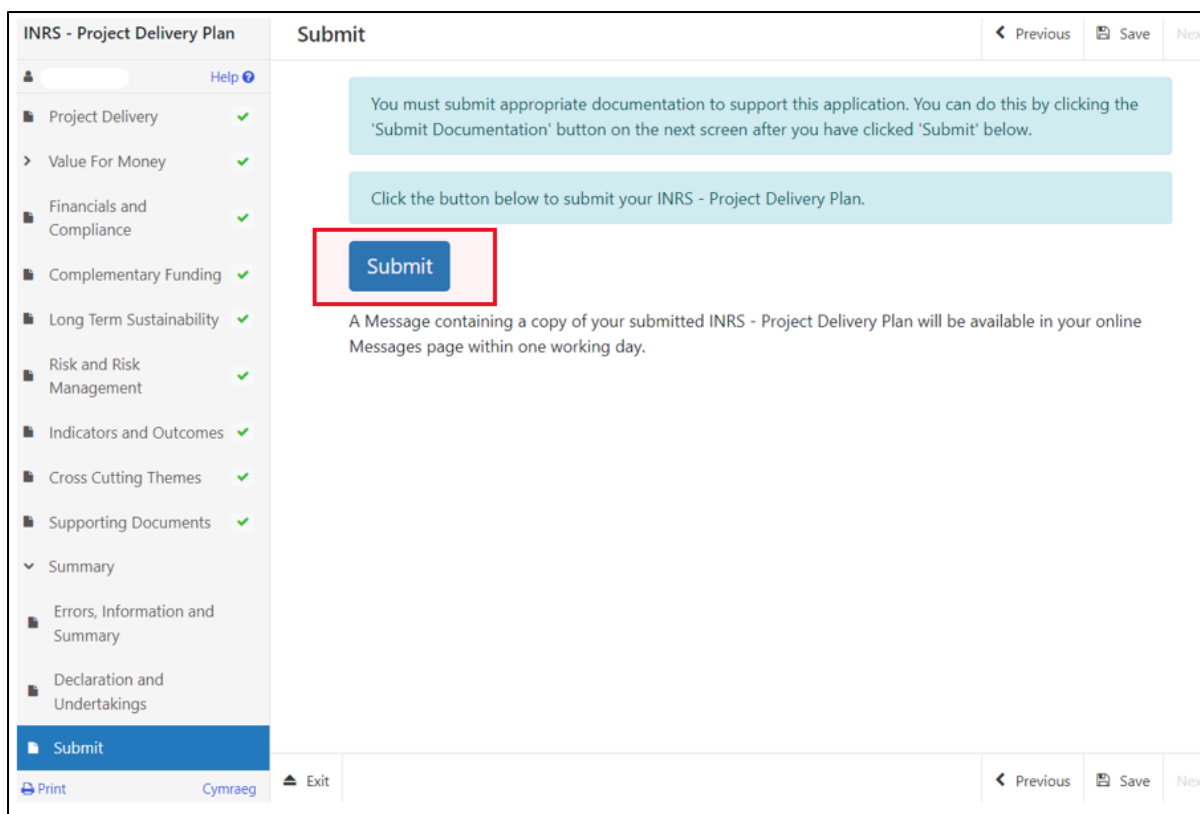 INRS - Project Delivery Plan
Submit
Previous
Save
Help
Project Delivery
Value For Money
Financials and
Compliance
Complementary Funding
Long Term Sustainability
Risk and Risk
Management
Indicators and Outcomes
Cross Cutting Themes
Supporting Documents
Summary
Errors, Information and
Summary
Declaration and
Undertakings
Submit
Print
Cymraeg
You must submit appropriate documentation to support this application. You can do this by clicking the
'Submit Documentation' button on the next screen after you have clicked 'Submit' below.
Click the button below to submit your INRS - Project Delivery Plan.
Submit
A Message containing a copy of your submitted INRS - Project Delivery Plan will be available in your online
Messages page within one working day.
Exit
Previous
Save